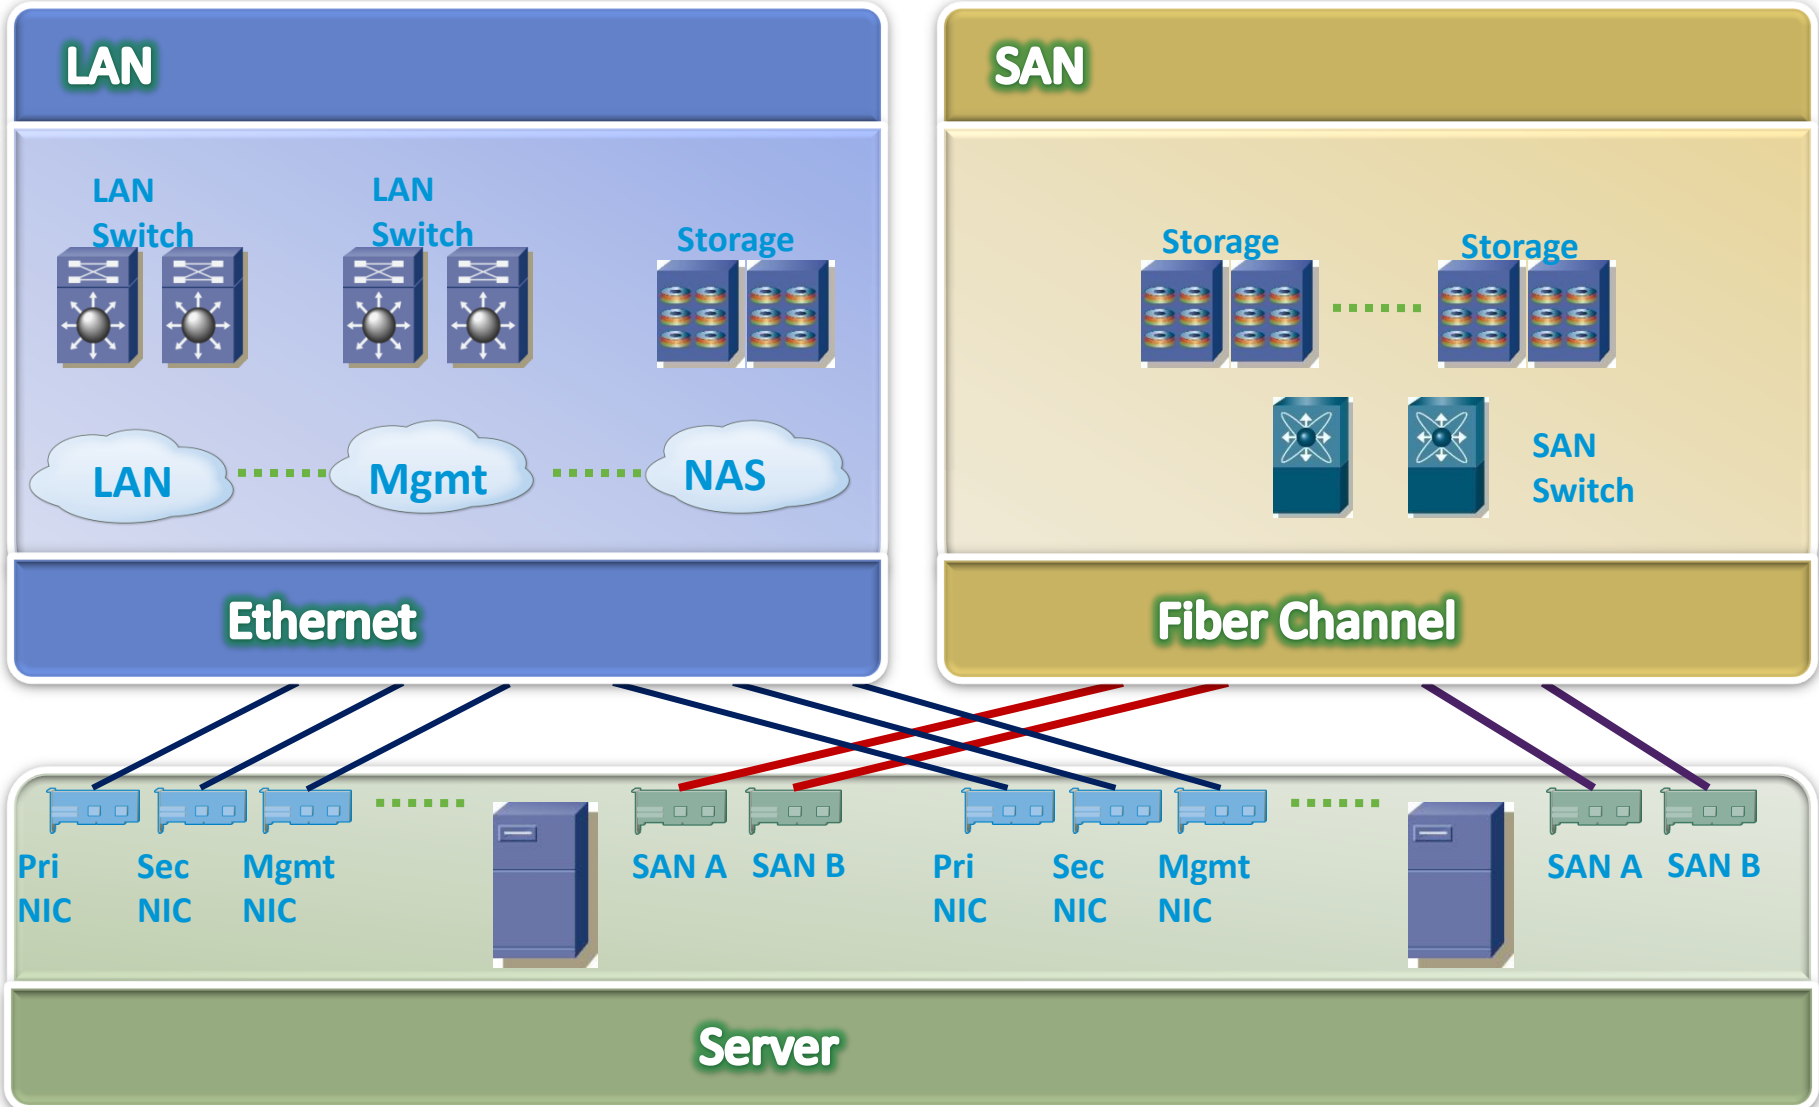 LAN
SAN
LAN
Switch
LAN
Switch
Storage
Storage
Storage
LAN
Mgmt
NAS
SAN
Switch
Ethernet
Fiber Channel
Pri
NIC
Sec
NIC
Mgmt
NIC
SAN A
SAN B
Pri
NIC
Sec
NIC
Mgmt
NIC
SAN A
SAN B
Server